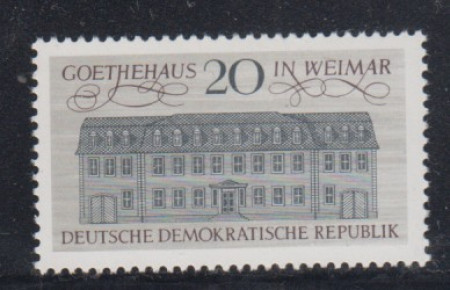 GOETHEHAUS 20 IN WEIMAR
DEUTSCHE DEMOKRATISCHE REPUBLIK